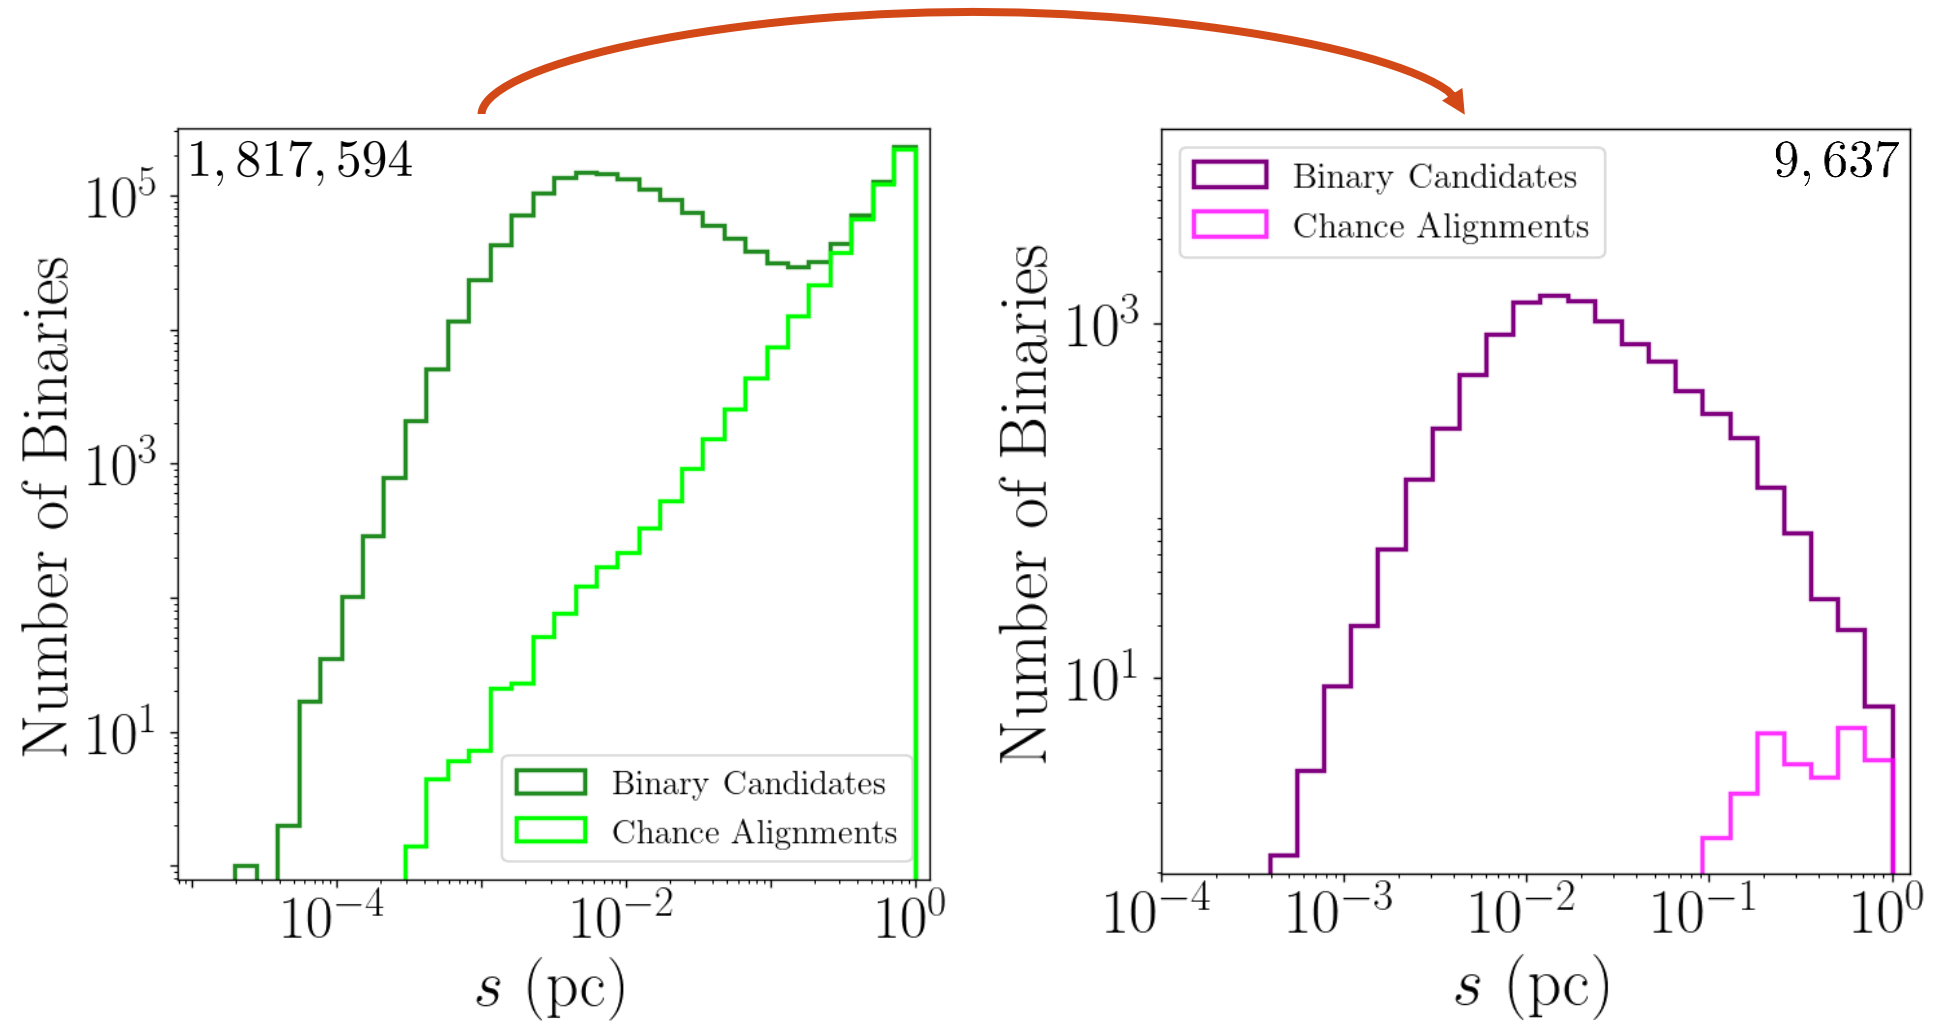 1,817,594
10^5
10^3
10^1
Number of Binaries
Binary Candidates
Chance Alignments
10^-4
10^-2
10^0
s (pc)
Binary Candidates
Chance Alignments
9,637
10^3
10^1
Number of Binaries
10^-4
10^-3
10^-2
10^-1
10^0
s (pc)